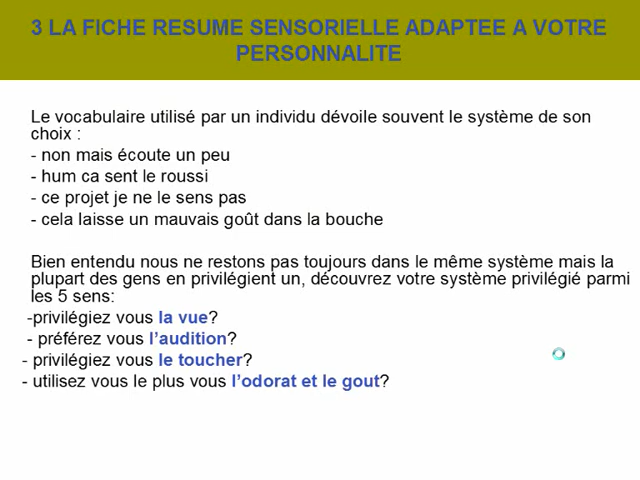 3 LA FICHE RESUME SENSORIELLE ADAPTEE A VOTRE
PERSONNALITE
Le vocabulaire utilisé par un individu dévoile souvent le système de son
choix :
- non mais écoute un peu
- hum ca sent le roussi
- ce projet je ne le sens pas
- cela laisse un mauvais goût dans la bouche
Bien entendu nous ne restons pas toujours dans le même système mais la
plupart des gens en privilégient un, découvrez votre système privilégié parmi
les 5 sens:
-privilégiez vous la vue?
- préférez vous l'audition?
- privilégiez vous le toucher?
- utilisez vous le plus vous l'odorat et le gout?